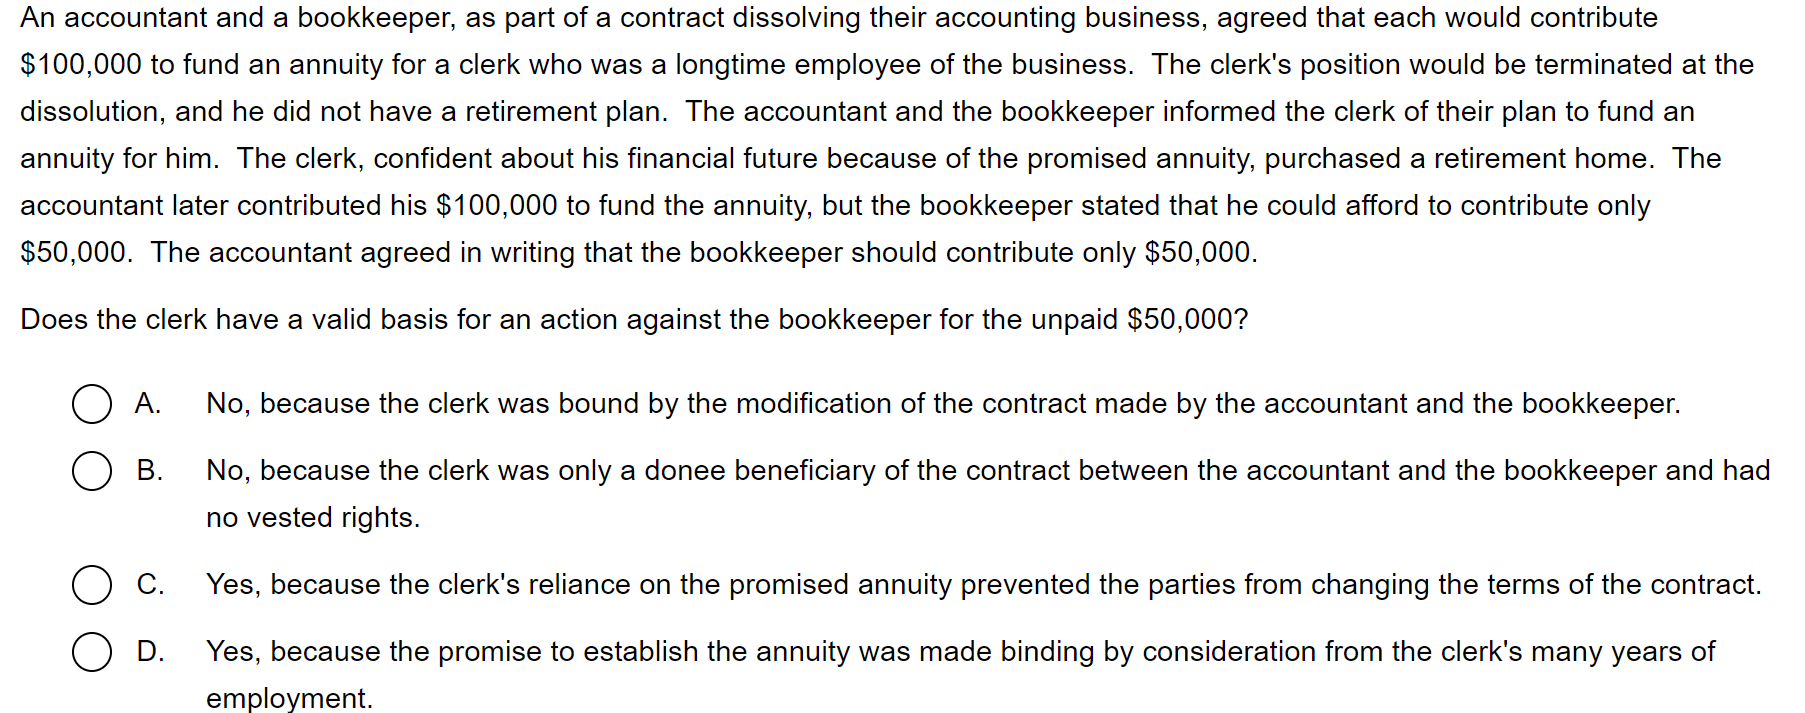 An accountant and a bookkeeper, as part of a contract dissolving their accounting business, agreed that each would contribute
$100,000 to fund an annuity for a clerk who was a longtime employee of the business.  The clerk's position would be terminated at the
dissolution, and he did not have a retirement plan.  The accountant and the bookkeeper informed the clerk of their plan to fund an
annuity for him.  The clerk, confident about his financial future because of the promised annuity, purchased a retirement home.  The
accountant later contributed his $100,000 to fund the annuity, but the bookkeeper stated that he could afford to contribute only
$50,000.  The accountant agreed in writing that the bookkeeper should contribute only $50,000.
Does the clerk have a valid basis for an action against the bookkeeper for the unpaid $50,000?
A. No, because the clerk was bound by the modification of the contract made by the accountant and the bookkeeper.
B. No, because the clerk was only a donee beneficiary of the contract between the accountant and the bookkeeper and had
no vested rights.
C. Yes, because the clerk's reliance on the promised annuity prevented the parties from changing the terms of the contract.
D. Yes, because the promise to establish the annuity was made binding by consideration from the clerk's many years of
employment.